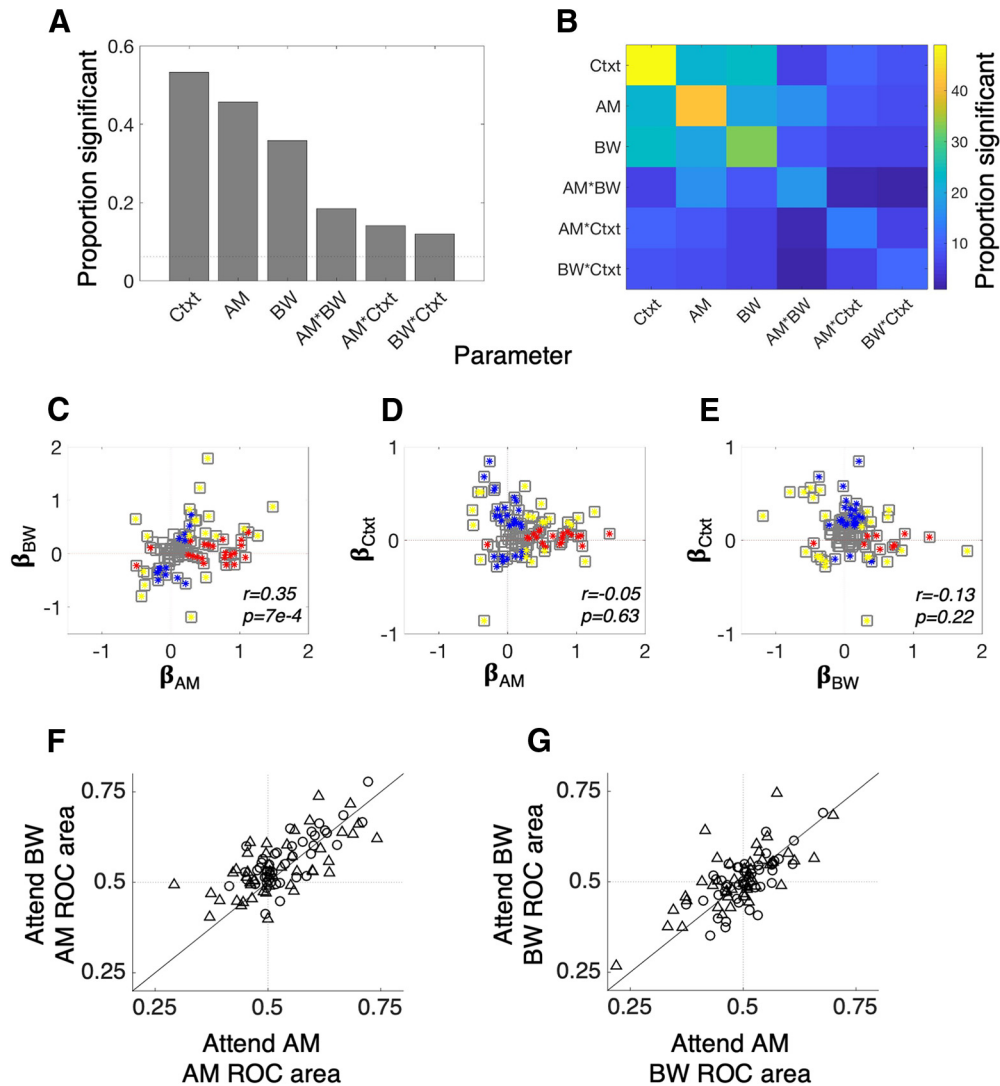 A
Proportion significant
0.6
0.4
0.2
0
Ctxt
AM
BW
AM*BW
AM*Ctxt
BW*Ctxt
B
Ctxt
AM
BW
AM*BW
AM*Ctxt
BW*Ctxt
Ctxt
AM
BW
AM*BW
AM*Ctxt
BW*Ctxt
40
30
20
10
Proportion significant
Parameter
C
βBW
2
1
0
-1
-1
0
1
2
r=0.35
p=7e-4
βAM
D
βCtxt
1
0
-1
-1
0
1
2
r=-0.05
p=0.63
βAM
E
βCtxt
1
0
-1
-1
0
1
2
r=-0.13
p=0.22
βBW
F
Attend BW
AM ROC area
0.75
0.5
0.25
0.25
0.5
0.75
Attend AM
AM ROC area
G
Attend BW
BW ROC area
0.75
0.5
0.25
0.25
0.5
0.75
Attend AM
BW ROC area